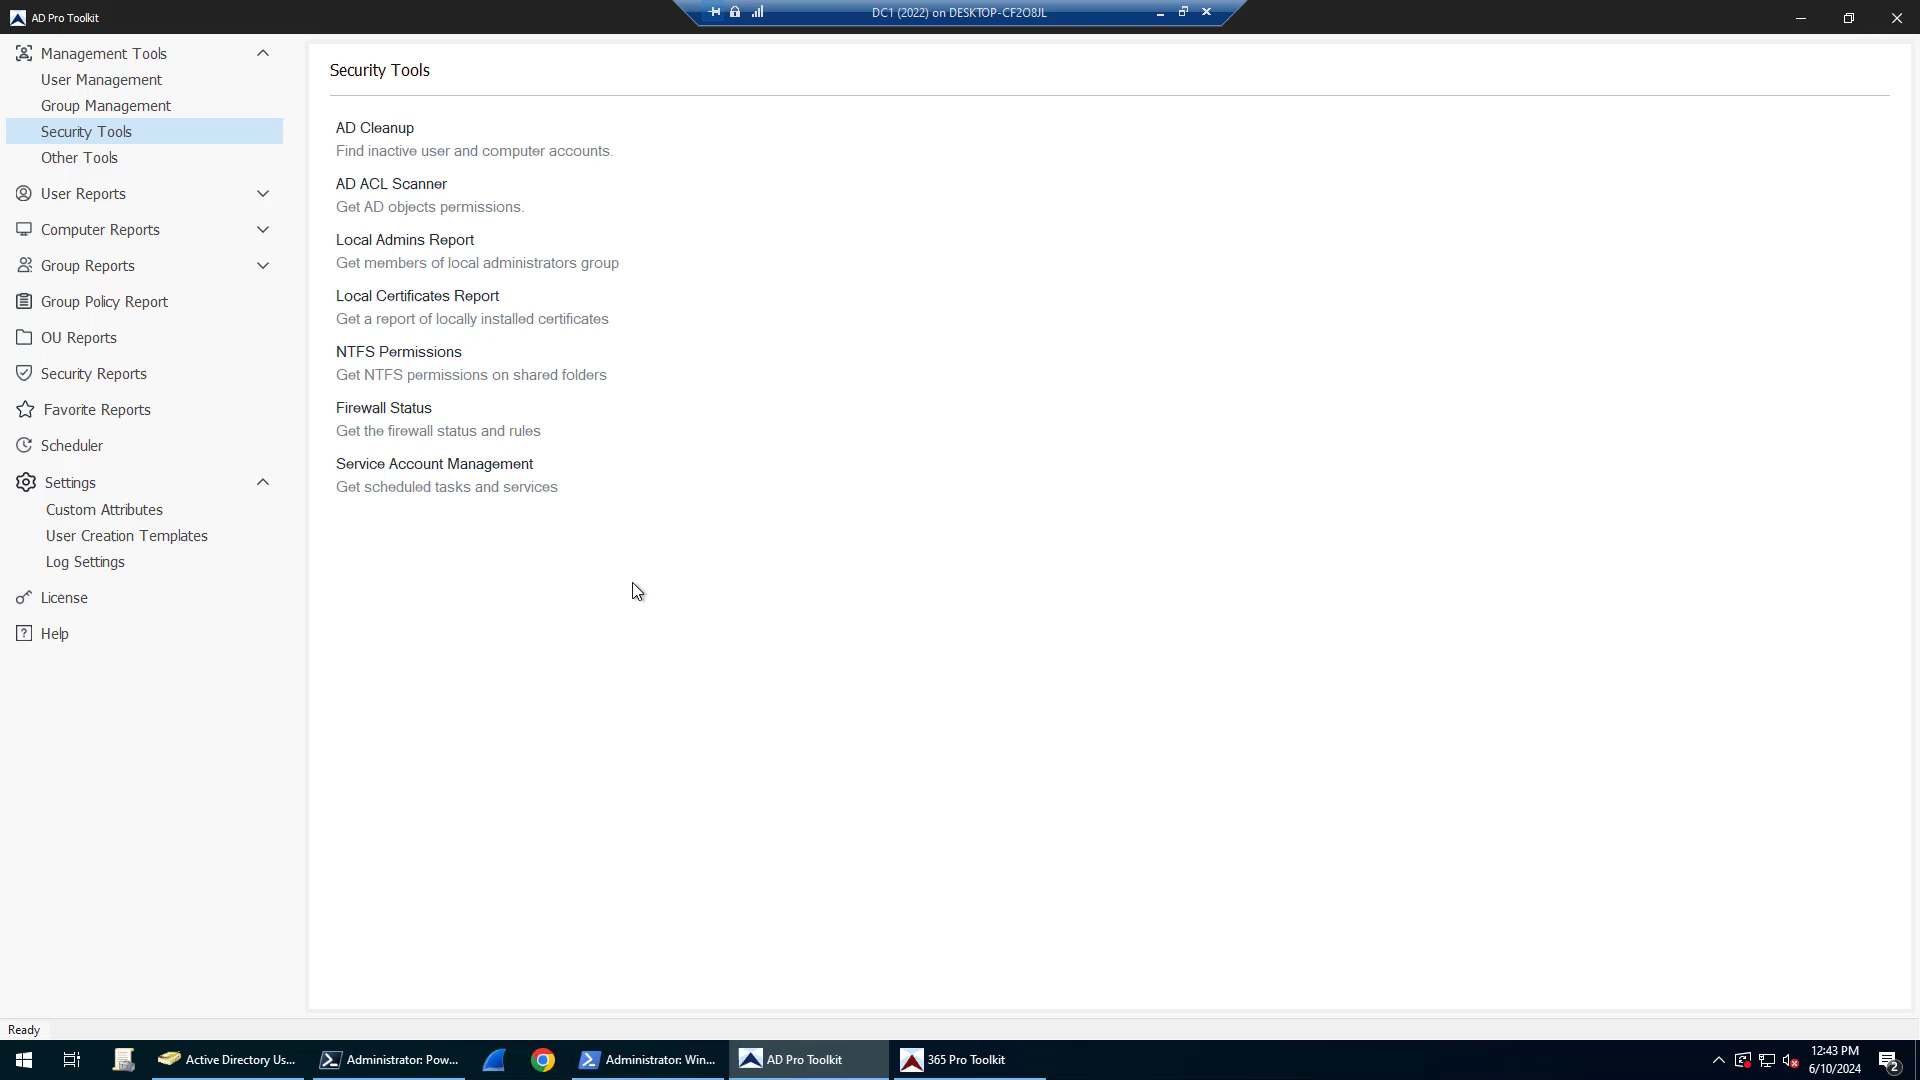 AD Pro Toolkit
DC1 (2022) on DESKTOP-CF2O8JL
Management Tools
User Management
Group Management
Security Tools
Other Tools
User Reports
Computer Reports
Group Reports
Group Policy Report
OU Reports
Security Reports
Favorite Reports
Scheduler
Settings
Custom Attributes
User Creation Templates
Log Settings
License
Help
Security Tools
AD Cleanup
Find inactive user and computer accounts.
AD ACL Scanner
Get AD objects permissions.
Local Admins Report
Get members of local administrators group
Local Certificates Report
Get a report of locally installed certificates
NTFS Permissions
Get NTFS permissions on shared folders
Firewall Status
Get the firewall status and rules
Service Account Management
Get scheduled tasks and services
Ready
Active Directory Us...
Administrator: Pow...
Administrator: Win...
AD Pro Toolkit
365 Pro Toolkit
12:43 PM
6/10/2024
2